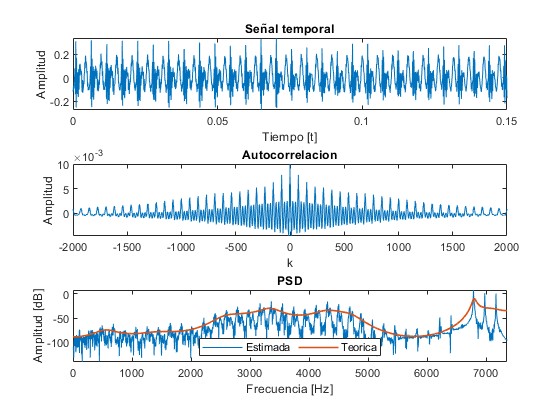 Señal temporal
0.2
0
-0.2
Amplitud
0 0.05 0.1 0.15
Tiempo [t]
Autocorrelacion
×10⁻³
10
5
0
Amplitud
-2000 -1500 -1000 -500 0 500 1000 1500 2000
k
PSD
0
-50
-100
Amplitud [dB]
Estimada Teorica
0 1000 2000 3000 4000 5000 6000 7000
Frecuencia [Hz]